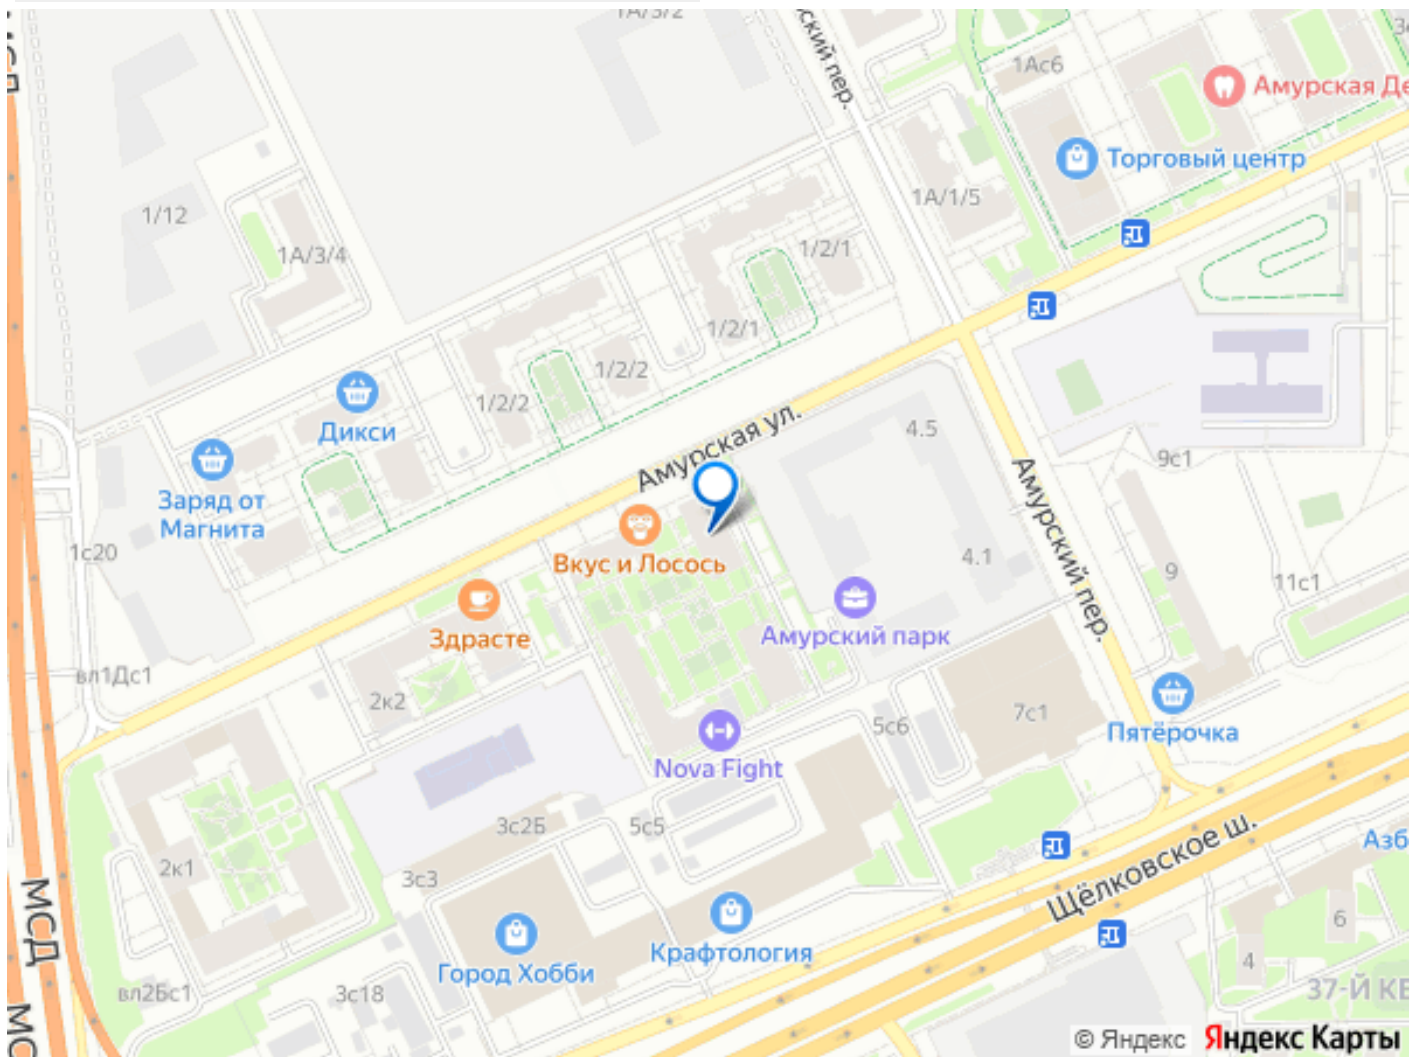 1А/3/2
ский пер.
1Ас6
Амурская Де
Торговый центр
1/12
1А/1/5
1А/3/4
1/2/1
1/2/1
1/2/2
1/2/2
Дикси
Амурская ул.
4.5
9с1
Заряд от
Магнита
1с20
Вкус и Лосось
4.1
Амурский пер.
9
11с1
Здрасте
Амурский парк
вл1Дс1
2к2
5с6
7с1
Пятёрочка
Nova Fight
3с2Б
5с5
Щёлковское ш.
Азб
2к1
3с3
МСД
Крафтология
Город Хобби
6
4
37-Й КВ
вл2Бс1
3с18
© Яндекс Яндекс Карты